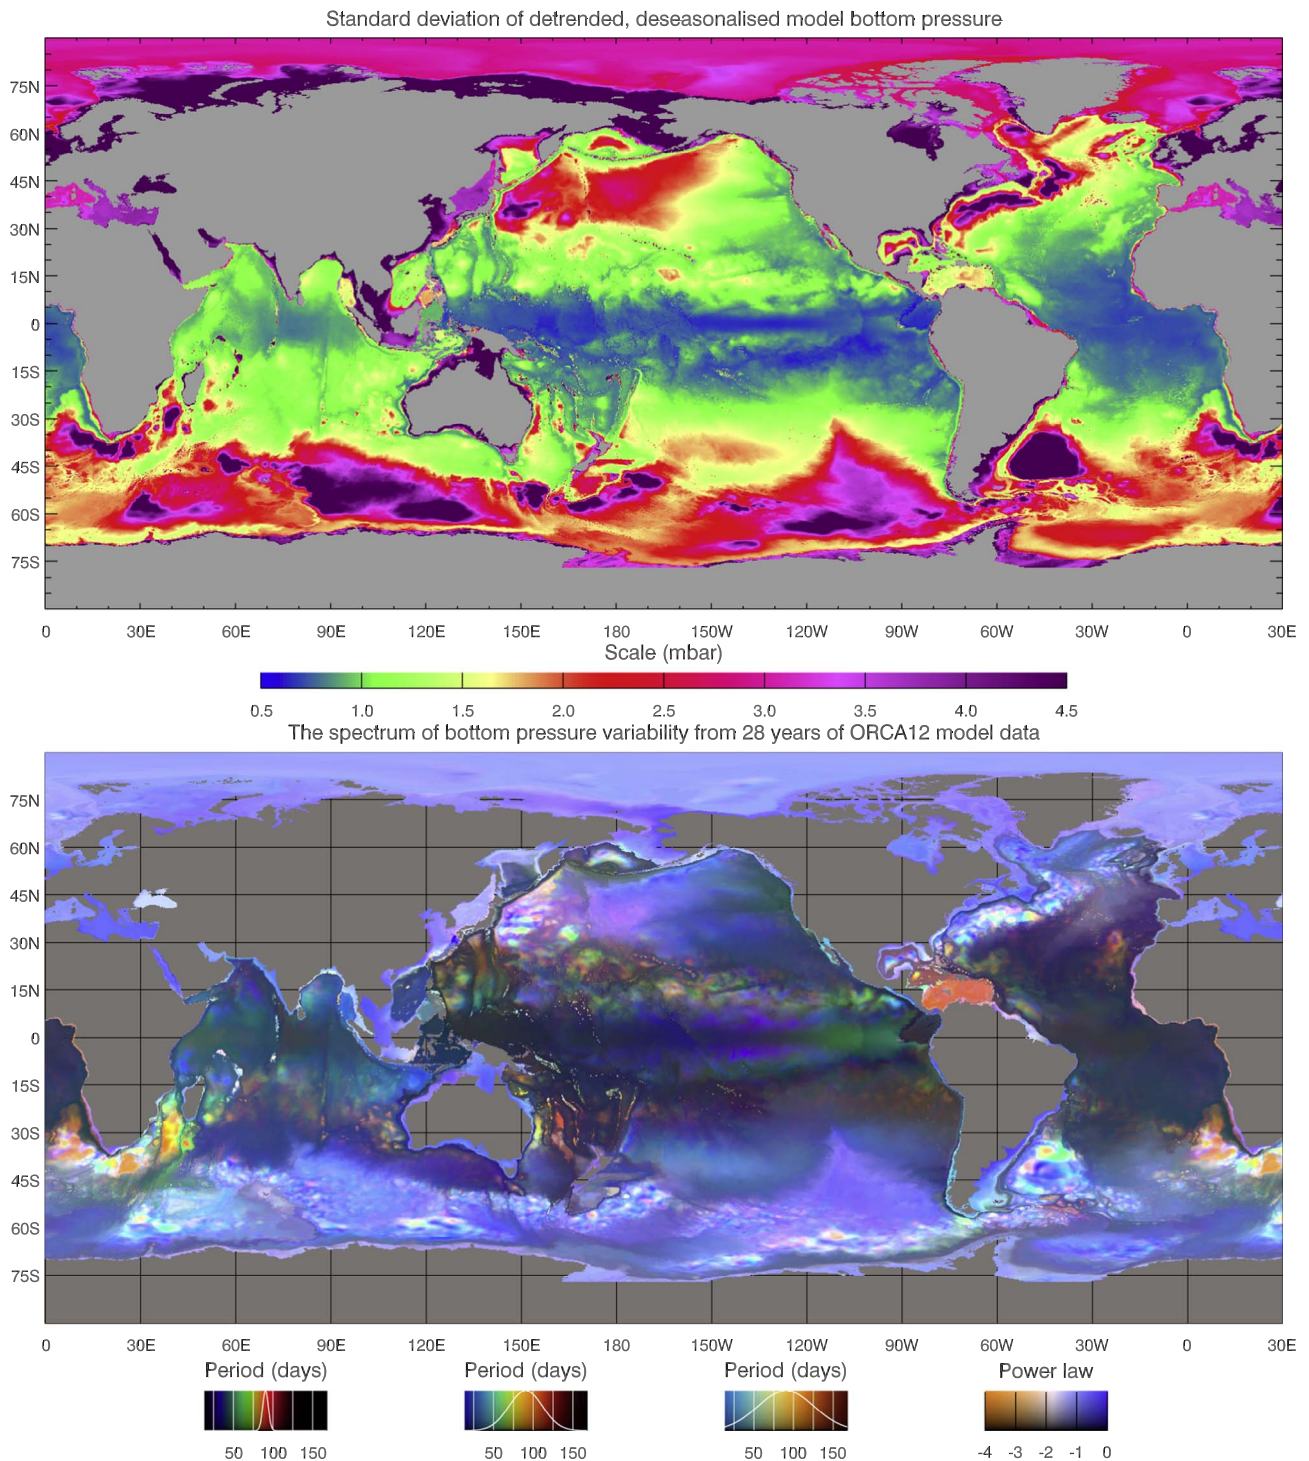 Standard deviation of detrended, deseasonalised model bottom pressure
75N
60N
45N
30N
15N
0
15S
30S
45S
60S
75S
0 30E 60E 90E 120E 150E 180 150W 120W 90W 60W 30W 0 30E
Scale (mbar)
0.5 1.0 1.5 2.0 2.5 3.0 3.5 4.0 4.5
The spectrum of bottom pressure variability from 28 years of ORCA12 model data
75N
60N
45N
30N
15N
0
15S
30S
45S
60S
75S
0 30E 60E 90E 120E 150E 180 150W 120W 90W 60W 30W 0 30E
Period (days) Period (days) Period (days) Power law
50 100 150 50 100 150 50 100 150 -4 -3 -2 -1 0